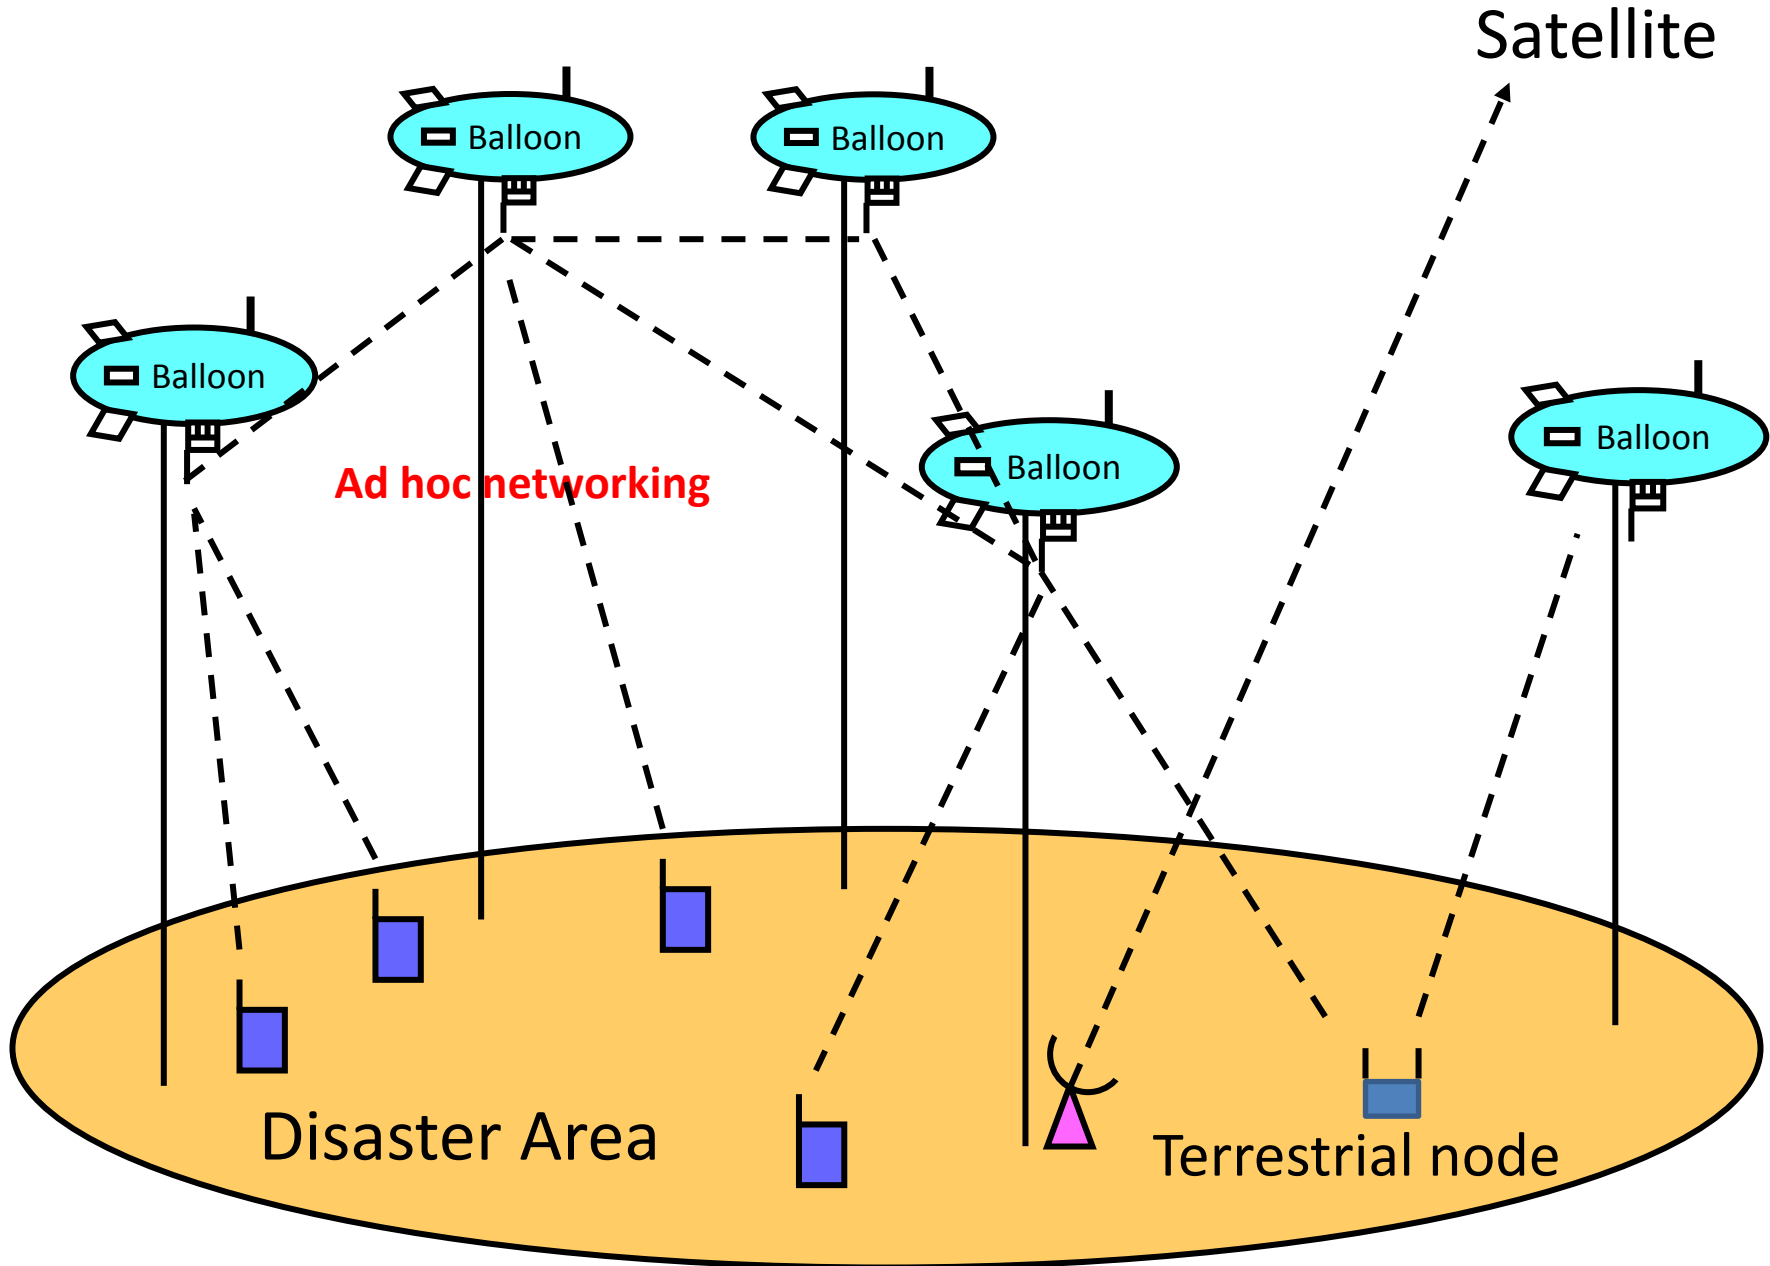 Satellite
Balloon
Balloon
Balloon
Balloon
Balloon
Ad hoc networking
Disaster Area
Terrestrial node